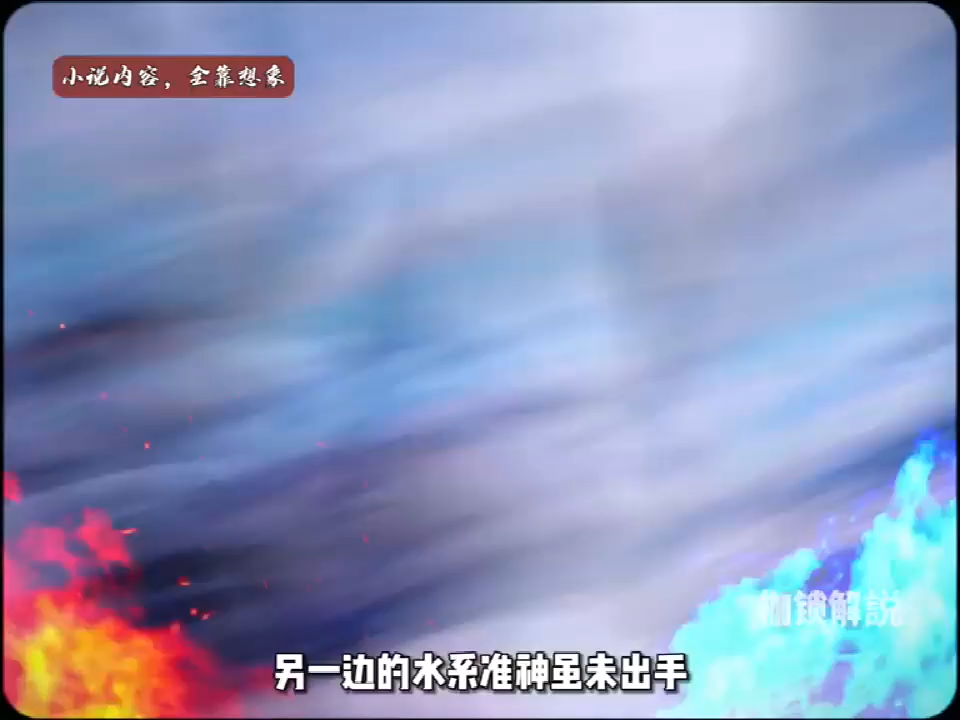 小说内容，全靠想象
枷锁解説
另一边的水系准神虽未出手